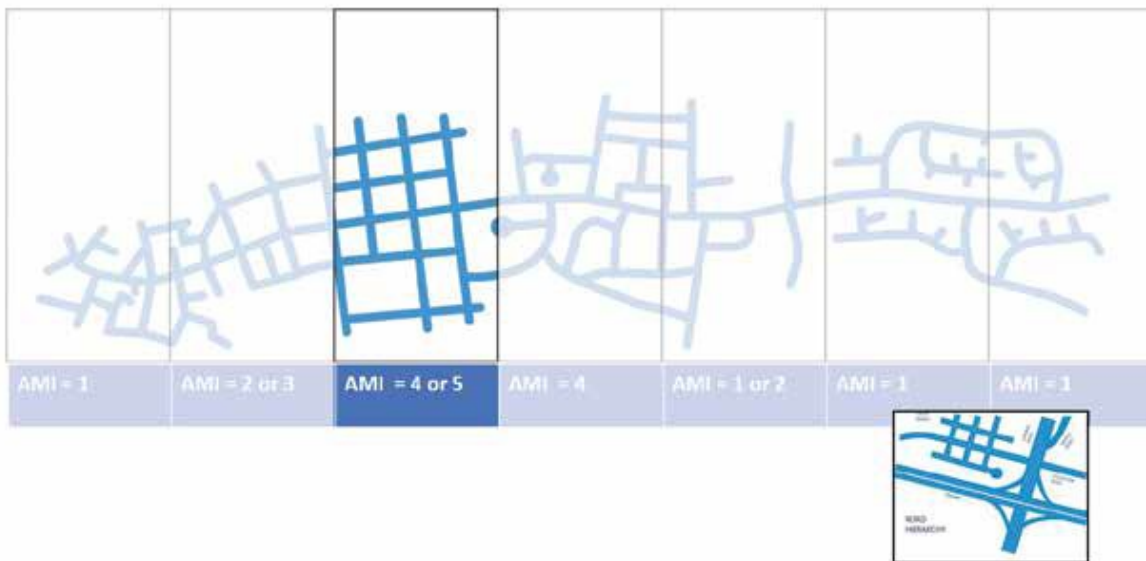 AMI = 1
AMI = 2 or 3
AMI = 4 or 5
AMI = 4
AMI = 1 or 2
AMI = 1
AMI = 1
ROAD
HIERARCHY